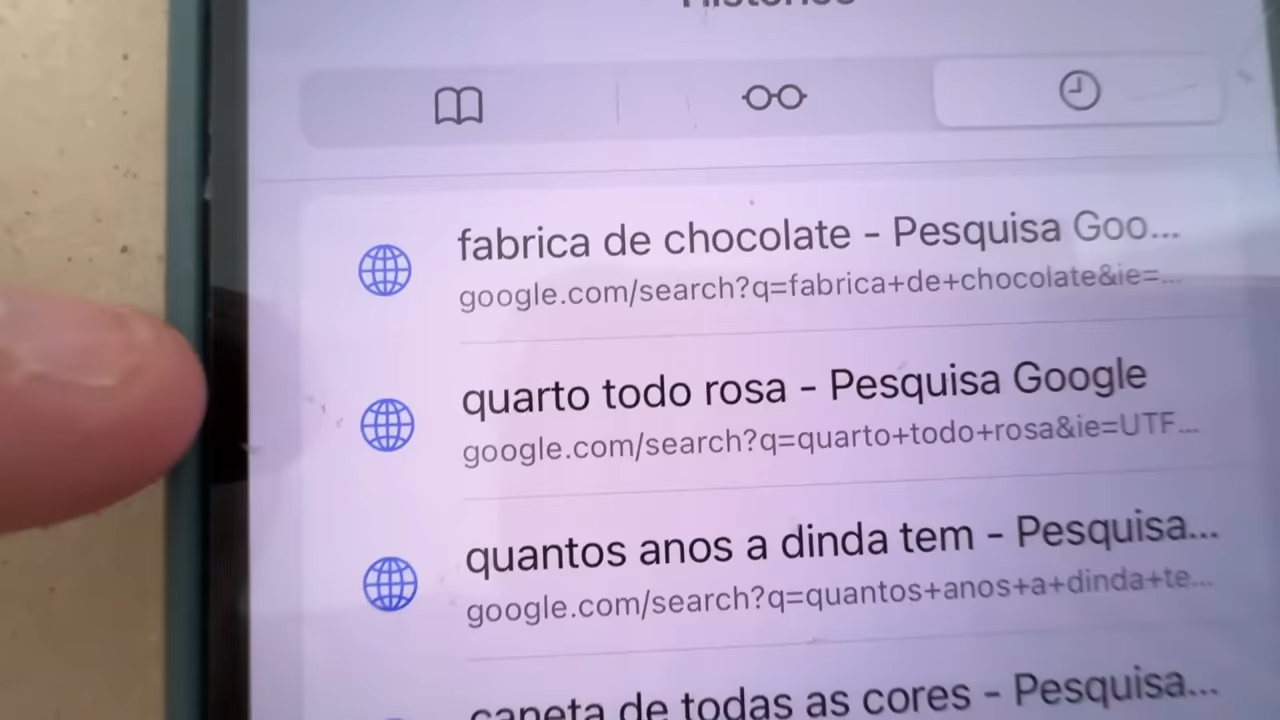 Histórico
fabrica de chocolate - Pesquisa Goo...
google.com/search?q=fabrica+de+chocolate&ie=...
quarto todo rosa - Pesquisa Google
google.com/search?q=quarto+todo+rosa&ie=UTF...
quantos anos a dinda tem - Pesquisa...
google.com/search?q=quantos+anos+a+dinda+te...
caneta de todas as cores - Pesquisa...